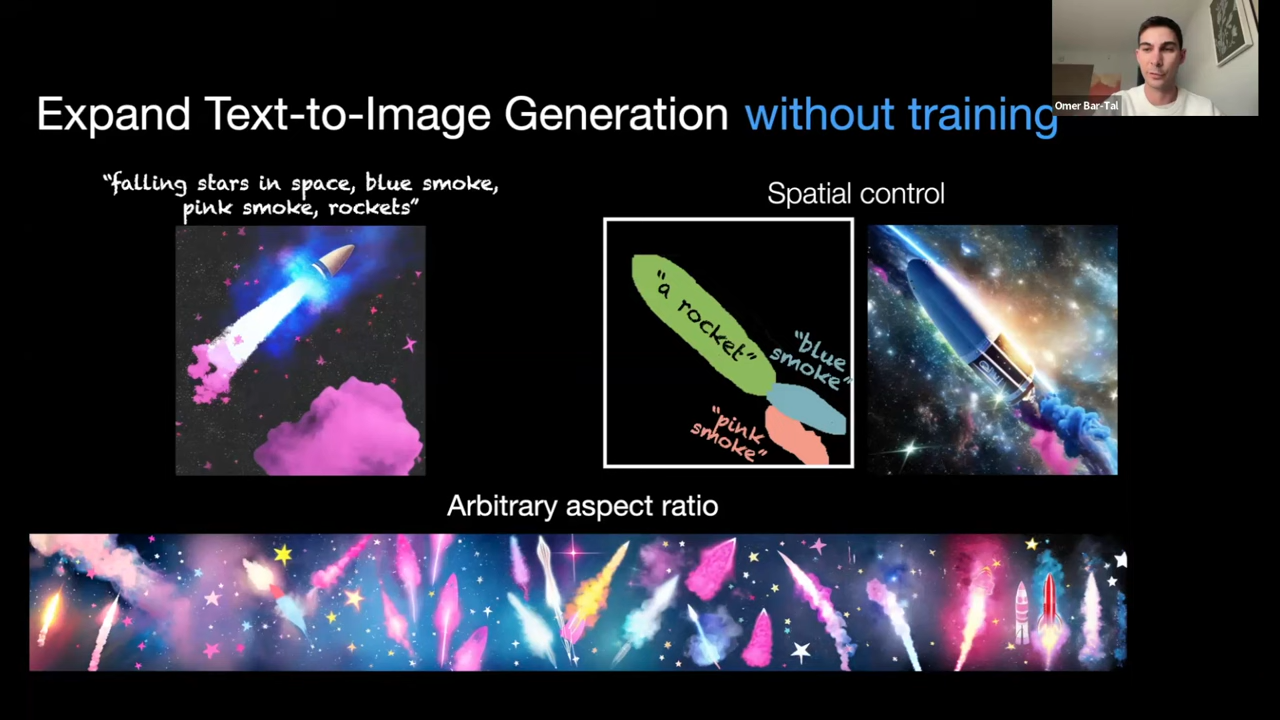 Omer Bar-Tal
Expand Text-to-Image Generation without training
“falling stars in space, blue smoke,
pink smoke, rockets”
Spatial control
“a rocket”
“blue
smoke”
“pink
smoke”
Arbitrary aspect ratio